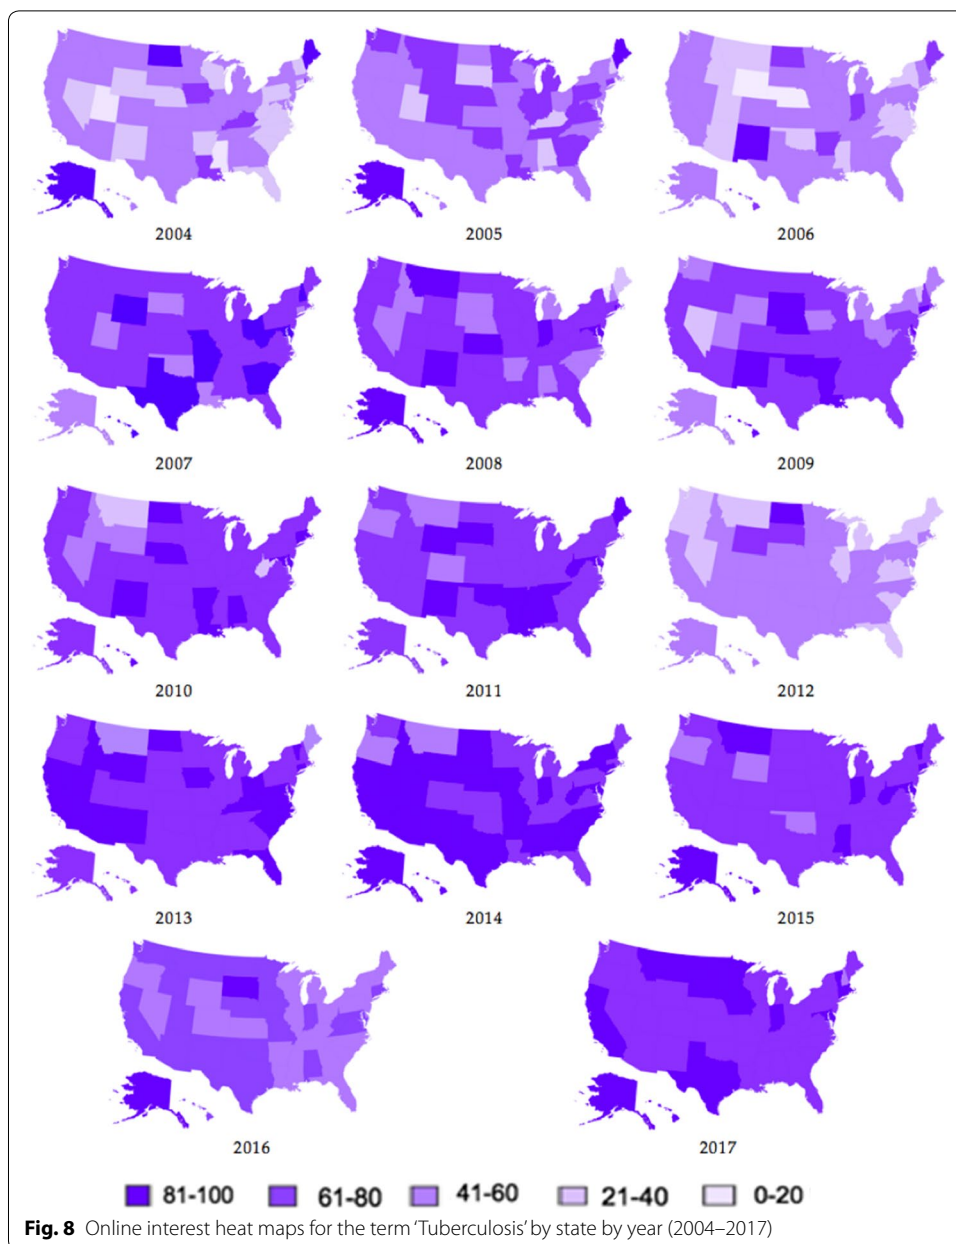 2004 2005 2006
2007 2008 2009
2010 2011 2012
2013 2014 2015
2016 2017
81-100 61-80 41-60 21-40 0-20
Fig. 8 Online interest heat maps for the term ‘Tuberculosis’ by state by year (2004–2017)